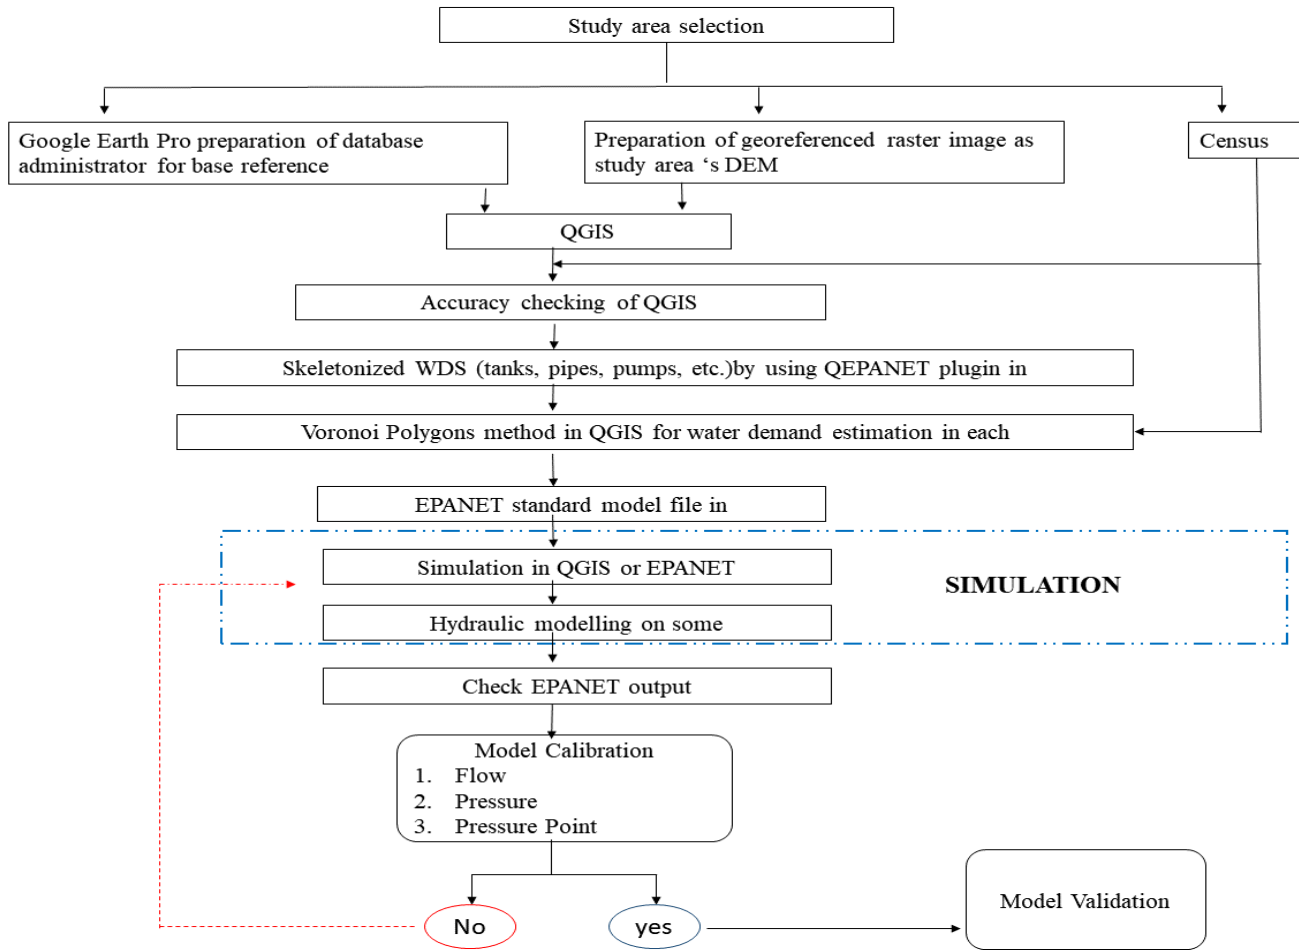 Study area selection
Google Earth Pro preparation of database
administrator for base reference
Preparation of georeferenced raster image as
study area ‘s DEM
Census
QGIS
Accuracy checking of QGIS
Skeletonized WDS (tanks, pipes, pumps, etc.)by using QEPANET plugin in
Voronoi Polygons method in QGIS for water demand estimation in each
EPANET standard model file in
Simulation in QGIS or EPANET
SIMULATION
Hydraulic modelling on some
Check EPANET output
Model Calibration
1. Flow
2. Pressure
3. Pressure Point
No
yes
Model Validation